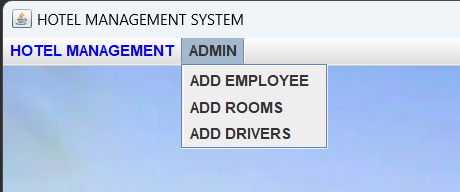 HOTEL MANAGEMENT SYSTEM
HOTEL MANAGEMENT ADMIN
ADD EMPLOYEE
ADD ROOMS
ADD DRIVERS